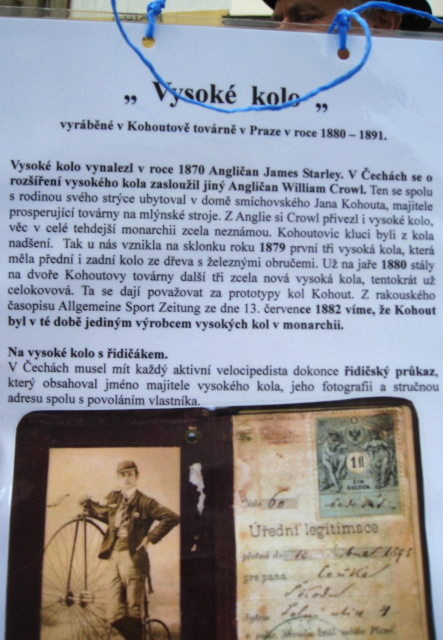 „ Vysoké kolo „
vyráběné v Kohoutově továrně v Praze v roce 1880 – 1891.
Vysoké kolo vynalezl v roce 1870 Angličan James Starley. V Čechách se o
rozšíření vysokého kola zasloužil jiný Angličan William Crowl. Ten se spolu
s rodinou svého strýce ubytoval v domě smíchovského Jana Kohouta, majitele
prosperující továrny na mlýnské stroje. Z Anglie si Crowl přivezl i vysoké kolo,
věc v celé tehdejší monarchii zcela neznámou. Kohoutovic kluci byli z kola
nadšení. Tak u nás vznikla na sklonku roku 1879 první tři vysoká kola, která
měla přední i zadní kolo ze dřeva s železnými obručemi. Už na jaře 1880 stály
na dvoře Kohoutovy továrny další tři zcela nová vysoká kola, tentokrát už
celokovová. Ta se dají považovat za prototypy kol Kohout. Z rakouského
časopisu Allgemeine Sport Zeitung ze dne 13. července 1882 víme, že Kohout
byl v té době jediným výrobcem vysokých kol v monarchii.
Na vysoké kolo s řidičákem.
V Čechách musel mít každý aktivní velocipedista dokonce řidičský průkaz,
který obsahoval jméno majitele vysokého kola, jeho fotografii a stručnou
adresu spolu s povoláním vlastníka.
1 fl
60
Úřední legitimace
pro pana